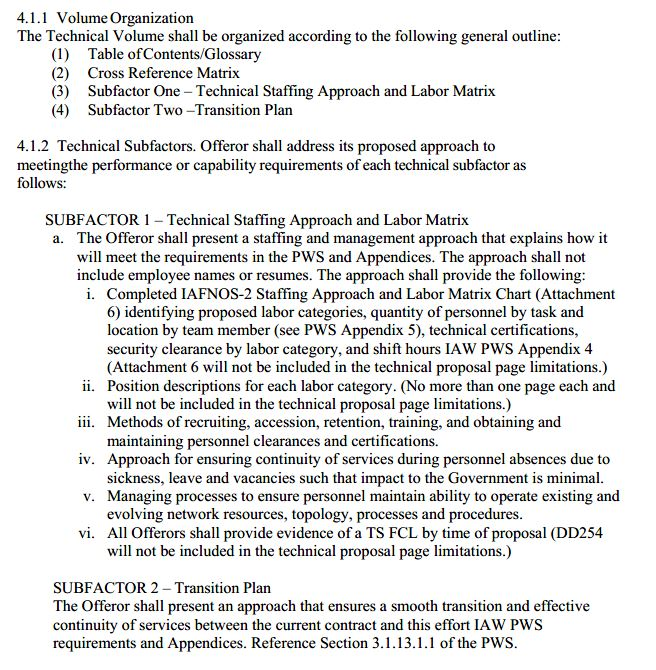 4.1.1 Volume Organization
The Technical Volume shall be organized according to the following general outline:
(1) Table of Contents/Glossary
(2) Cross Reference Matrix
(3) Subfactor One – Technical Staffing Approach and Labor Matrix
(4) Subfactor Two –Transition Plan
4.1.2 Technical Subfactors. Offeror shall address its proposed approach to
meetingthe performance or capability requirements of each technical subfactor as
follows:
SUBFACTOR 1 – Technical Staffing Approach and Labor Matrix
a. The Offeror shall present a staffing and management approach that explains how it
will meet the requirements in the PWS and Appendices. The approach shall not
include employee names or resumes. The approach shall provide the following:
i. Completed IAFNOS-2 Staffing Approach and Labor Matrix Chart (Attachment
6) identifying proposed labor categories, quantity of personnel by task and
location by team member (see PWS Appendix 5), technical certifications,
security clearance by labor category, and shift hours IAW PWS Appendix 4
(Attachment 6 will not be included in the technical proposal page limitations.)
ii. Position descriptions for each labor category. (No more than one page each and
will not be included in the technical proposal page limitations.)
iii. Methods of recruiting, accession, retention, training, and obtaining and
maintaining personnel clearances and certifications.
iv. Approach for ensuring continuity of services during personnel absences due to
sickness, leave and vacancies such that impact to the Government is minimal.
v. Managing processes to ensure personnel maintain ability to operate existing and
evolving network resources, topology, processes and procedures.
vi. All Offerors shall provide evidence of a TS FCL by time of proposal (DD254
will not be included in the technical proposal page limitations.)
SUBFACTOR 2 – Transition Plan
The Offeror shall present an approach that ensures a smooth transition and effective
continuity of services between the current contract and this effort IAW PWS
requirements and Appendices. Reference Section 3.1.13.1.1 of the PWS.